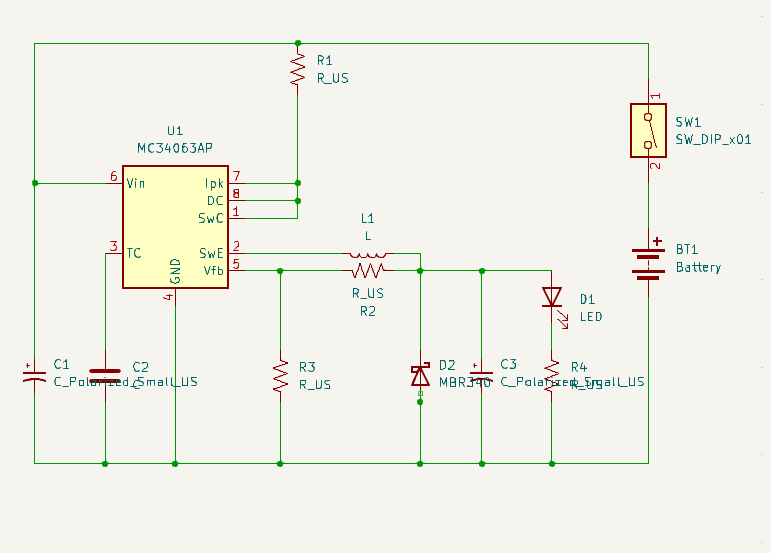 R1
R_US
1
SW1
SW_DIP_x01
2
U1
MC34063AP
6
Vin
Ipk
7
DC
8
SwC
1
3
TC
SwE
2
Vfb
5
GND
4
L1
L
R_US
R2
+
BT1
Battery
D1
LED
+
C1
C_Polarized_Small_US
C2
C
R3
R_US
D2
MBR340
+
C3
C_Polarized_Small_US
R4
R_US